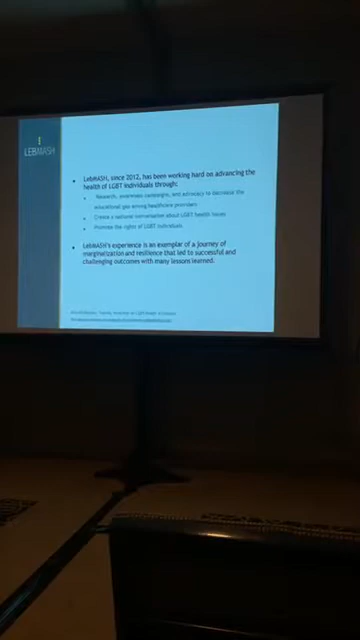 LEBMASH
• LebMASH, since 2012, has been working hard on advancing the
health of LGBT individuals through:
• Research, awareness campaigns, and advocacy to decrease the
educational gap among healthcare providers
• Create a national conversation about LGBT health issues
• Promote the rights of LGBT individuals
• LebMASH's experience is an exemplar of a journey of
marginalization and resilience that led to successful and
challenging outcomes with many lessons learned.